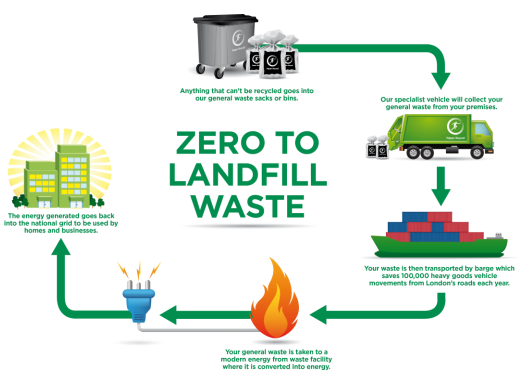 Anything that can't be recycled goes into
our general waste sacks or bins.
Our specialist vehicle will collect your
general waste from your premises.
ZERO TO
LANDFILL
WASTE
The energy generated goes back
into the national grid to be used by
homes and businesses.
Your waste is then transported by barge which
saves 100,000 heavy goods vehicle
movements from London's roads each year.
Your general waste is taken to a
modern energy from waste facility
where it is converted into energy.